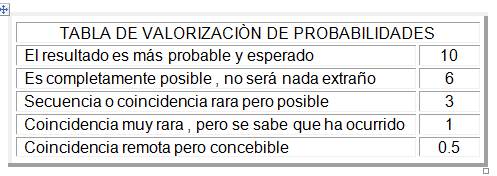 TABLA DE VALORIZACIÒN DE PROBABILIDADES
El resultado es más probable y esperado 10
Es completamente posible , no será nada extraño 6
Secuencia o coincidencia rara pero posible 3
Coincidencia muy rara , pero se sabe que ha ocurrido 1
Coincidencia remota pero concebible 0.5